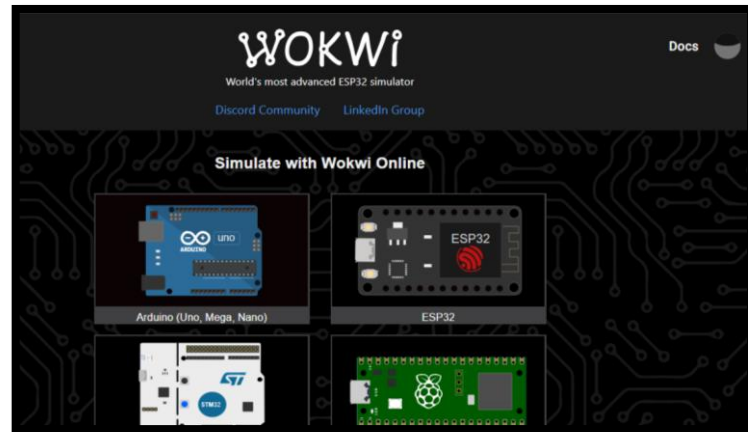 WOKWi
Docs
World's most advanced ESP32 simulator
Discord Community LinkedIn Group
Simulate with Wokwi Online
uno
ARDUINO
ESP32
Arduino (Uno, Mega, Nano)
ESP32
ST
STM32